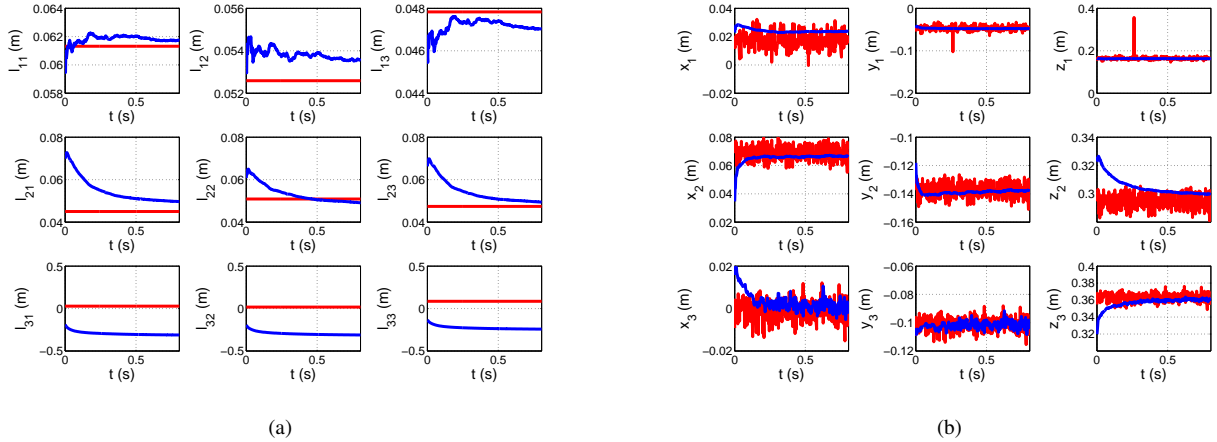 0.064
0.062
0.06
0.058
0
0.5
l11 (m)
t (s)
0.056
0.054
0.052
0
0.5
l12 (m)
t (s)
0.048
0.046
0.044
0
0.5
l13 (m)
t (s)
0.08
0.06
0.04
0
0.5
l21 (m)
t (s)
0.08
0.06
0.04
0
0.5
l22 (m)
t (s)
0.08
0.06
0.04
0
0.5
l23 (m)
t (s)
0.5
0
−0.5
0
0.5
l31 (m)
t (s)
0.5
0
−0.5
0
0.5
l32 (m)
t (s)
0.5
0
−0.5
0
0.5
l33 (m)
t (s)
(a)
0.04
0.02
0
−0.02
0
0.5
x1 (m)
t (s)
0
−0.1
−0.2
0
0.5
y1 (m)
t (s)
0.4
0.2
0
0
0.5
z1 (m)
t (s)
0.08
0.06
0.04
0.02
0
0.5
x2 (m)
t (s)
−0.1
−0.12
−0.14
−0.16
0
0.5
y2 (m)
t (s)
0.34
0.32
0.3
0.28
0
0.5
z2 (m)
t (s)
0.02
0
−0.02
0
0.5
x3 (m)
t (s)
−0.06
−0.08
−0.1
−0.12
0
0.5
y3 (m)
t (s)
0.4
0.38
0.36
0.34
0.32
0.3
0
0.5
z3 (m)
t (s)
(b)